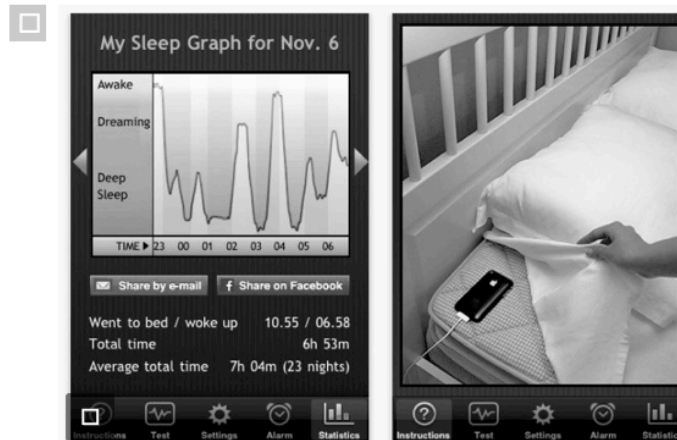 My Sleep Graph for Nov. 6
Awake
Dreaming
Deep
Sleep
TIME 23 00 01 02 03 04 05 06
Share by e-mail
f Share on Facebook
Went to bed / woke up 10.55 / 06.58
Total time 6h 53m
Average total time 7h 04m (23 nights)
Instructions Test Settings Alarm Statistics
Instructions Test Settings Alarm Statistic